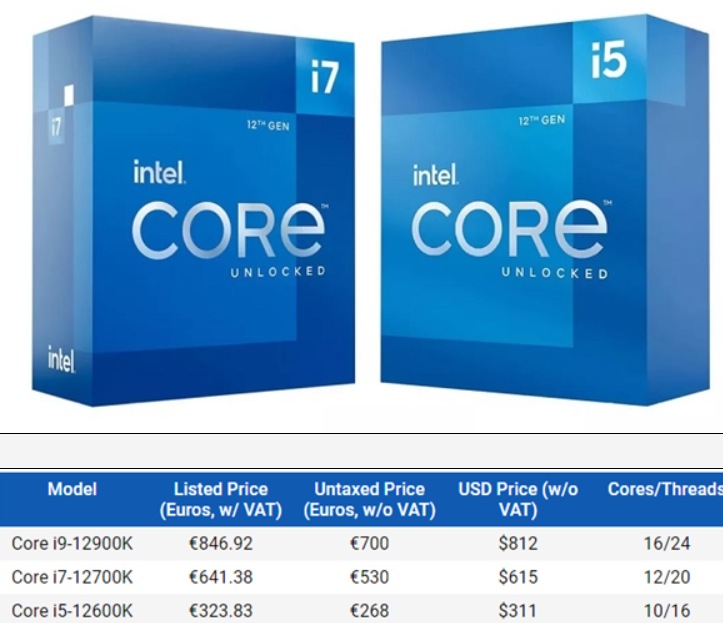 i7
i7
12TH GEN
intel.
CORE™
UNLOCKED
intel.
i5
12TH GEN
intel.
CORE™
UNLOCKED
Model Listed Price (Euros, w/ VAT) Untaxed Price (Euros, w/o VAT) USD Price (w/o VAT) Cores/Threads
Core i9-12900K €846.92 €700 $812 16/24
Core i7-12700K €641.38 €530 $615 12/20
Core i5-12600K €323.83 €268 $311 10/16